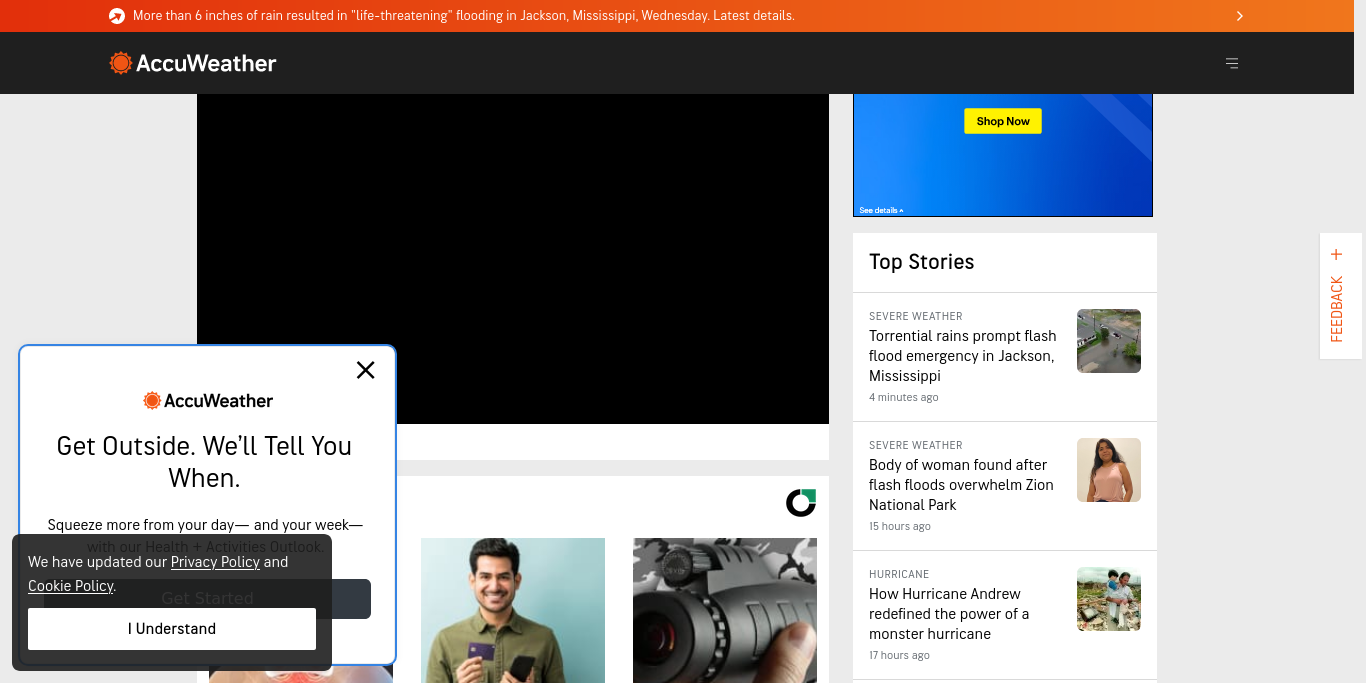 More than 6 inches of rain resulted in "life-threatening" flooding in Jackson, Mississippi, Wednesday. Latest details.
AccuWeather
Shop Now
See details
Top Stories
SEVERE WEATHER
Torrential rains prompt flash
flood emergency in Jackson,
Mississippi
4 minutes ago
SEVERE WEATHER
Body of woman found after
flash floods overwhelm Zion
National Park
15 hours ago
HURRICANE
How Hurricane Andrew
redefined the power of a
monster hurricane
17 hours ago
FEEDBACK
AccuWeather
Get Outside. We'll Tell You
When.
Squeeze more from your day— and your week—
with our Health + Activities Outlook.
Get Started
We have updated our Privacy Policy and
Cookie Policy.
I Understand